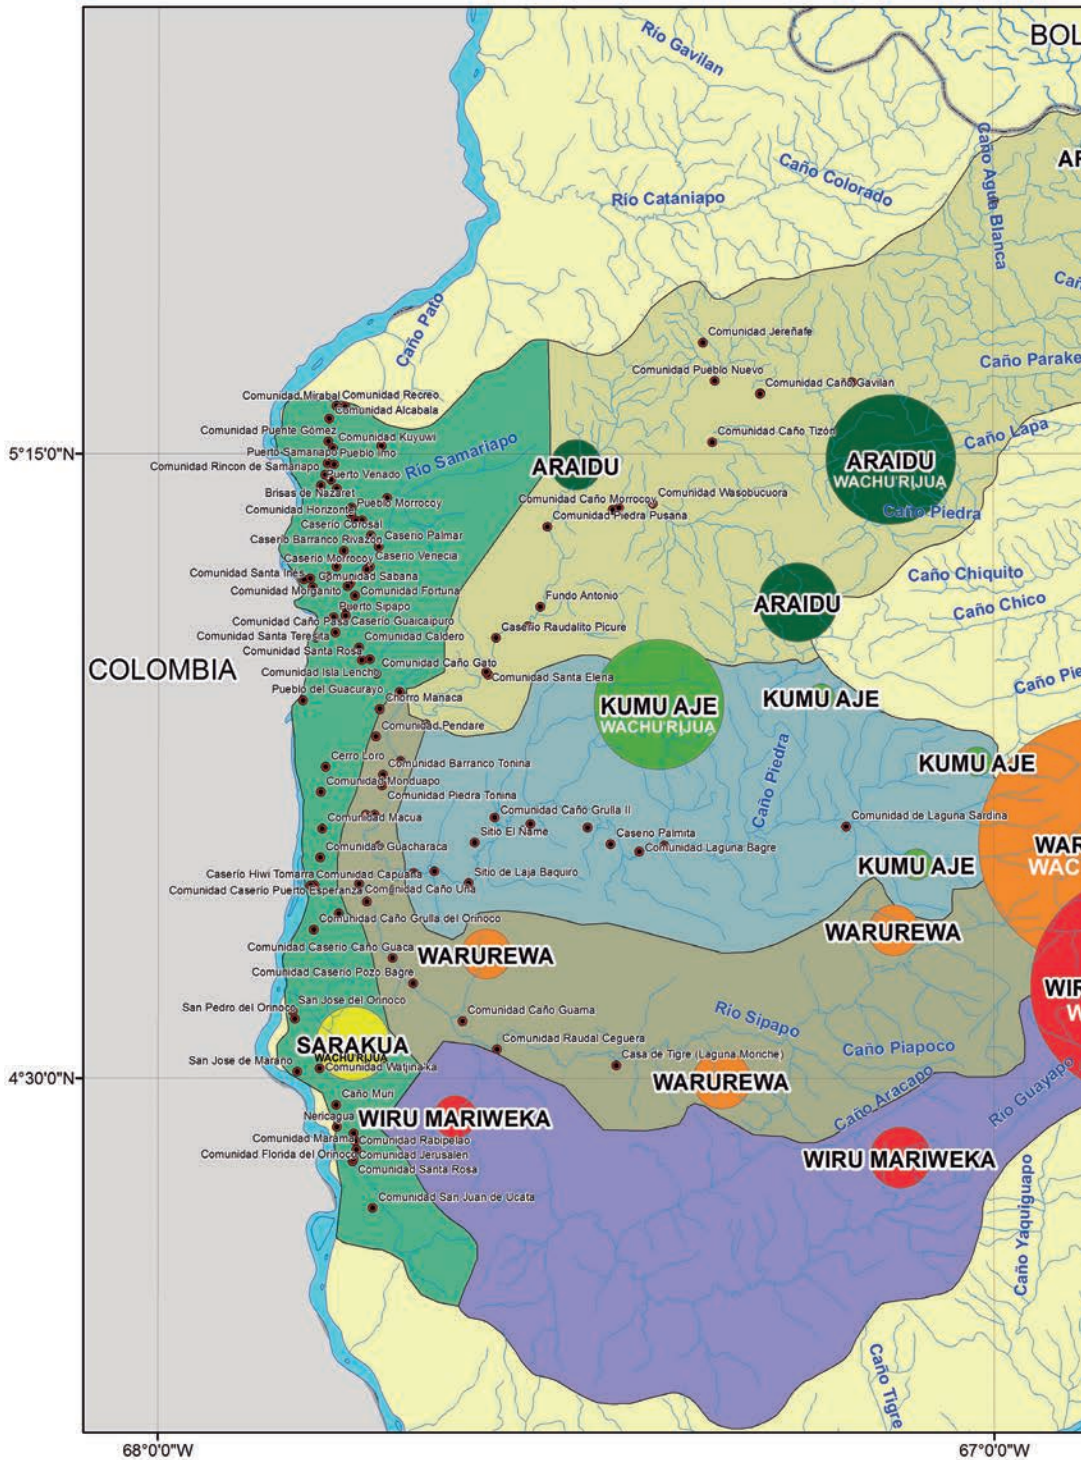 BOL
Río Gavilan
Caño Agua Blanca
AR
Caño Colorado
Río Cataniapo
Caño Pato
Comunidad Jereñafe
Caño Parake
Comunidad Pueblo Nuevo
Comunidad Caño Gavilan
Comunidad Mirabal
Comunidad Recreo
Comunidad Alcabala
Comunidad Puente Gomez
Comunidad Kuyuwi
Comunidad Caño Tizón
Caño Lapa
5°15'0"N
Río Samariapo
Puerto Samariapo
Pueblo Imo
ARAIDU
ARAIDU
WACHU'RIJUA̧
Comunidad Rincon de Samariapo
Puerto Venado
Brisas de Nazaret
Pueblo Morrocoy
Comunidad Caño Morrocoy
Comunidad Wasobucuora
Comunidad Horizonte
Comunidad Piedra Pusana
Caño Piedra
Caserio Corosal
Caserio Barranco Rivazón
Caserio Palmar
Caserio Morrocoy
Caserio Venecia
Comunidad Santa Inés
Comunidad Sabana
Caño Chiquito
Comunidad Morganito
Comunidad Fortuna
Fundo Antonio
ARAIDU
Caño Chico
Puerto Sipapo
Comunidad Caño Pasa
Caserio Guaicaipuro
Caserio Raudalito Picure
Comunidad Santa Teresita
Comunidad Caldero
Comunidad Santa Rosa
COLOMBIA
Comunidad Caño Gato
Comunidad Isla Lencho
Comunidad Santa Elena
Caño Pie
Pueblo del Guacurayo
Chorro Manaca
KUMU AJE
WACHU'RIJUA̧
KUMU AJE
Comunidad Pendare
Caño Piedra
Cerro Loro
Comunidad Barranco Tonina
KUMU AJE
Comunidad Monduapo
Comunidad Piedra Tonina
Comunidad Macua
Comunidad Caño Grulla II
Comunidad de Laguna Sardina
Sitio El Ñame
Caserio Palmita
Comunidad Guacharaca
Comunidad Laguna Bagre
WAR
WAC
KUMU AJE
Caserío Hiwi Tomarra
Comunidad Capuana
Sitio de Laja Baquiro
Comunidad Caserio Puerto Esperanza
Comunidad Caño Uña
Comunidad Caño Grulla del Orinoco
WARUREWA
Comunidad Caserio Caño Guaca
WARUREWA
Comunidad Caserio Pozo Bagre
WIR
W
San Pedro del Orinoco
San Jose del Orinoco
Comunidad Caño Guama
Río Sipapo
SARAKUA
WACHU'RIJUA
Comunidad Raudal Ceguera
Caño Piapoco
San Jose de Marano
Comunidad Watjina'ka
Casa de Tigre (Laguna Moriche)
WARUREWA
4°30'0"N
Caño Aracapo
Río Guayapo
Caño Muri
Nericagua
WIRU MARIWEKA
Comunidad Marama
Comunidad Rabipelao
Comunidad Florida del Orinoco
Comunidad Jerusalen
Comunidad Santa Rosa
WIRU MARIWEKA
Comunidad San Juan de Ucata
Caño Yaquiguapo
Caño Tigre
68°0'0"W
67°0'0"W